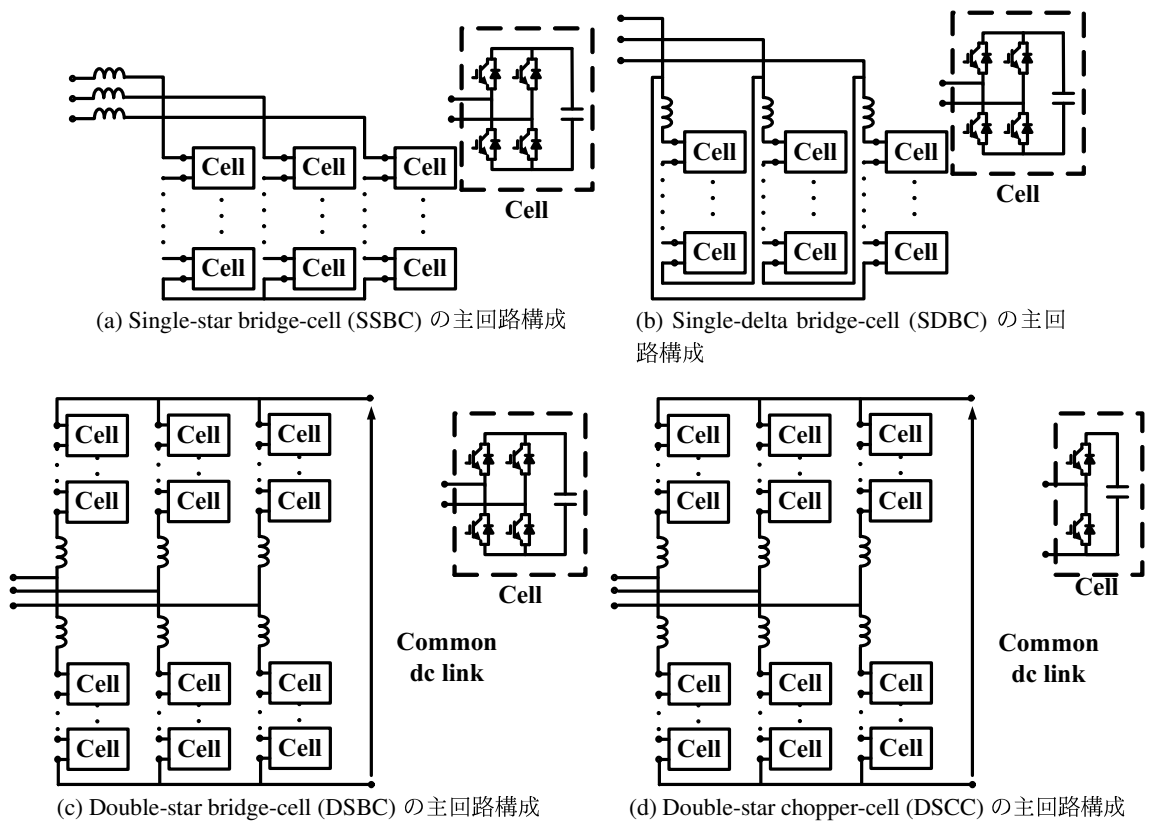 Cell Cell Cell
Cell Cell Cell
Cell
(a) Single-star bridge-cell (SSBC) の主回路構成
Cell Cell Cell
Cell Cell Cell
Cell
(b) Single-delta bridge-cell (SDBC) の主回
路構成
Cell Cell Cell
Cell Cell Cell
Cell
Common
dc link
Cell Cell Cell
Cell Cell Cell
(c) Double-star bridge-cell (DSBC) の主回路構成
Cell Cell Cell
Cell Cell Cell
Cell
Common
dc link
Cell Cell Cell
Cell Cell Cell
(d) Double-star chopper-cell (DSCC) の主回路構成